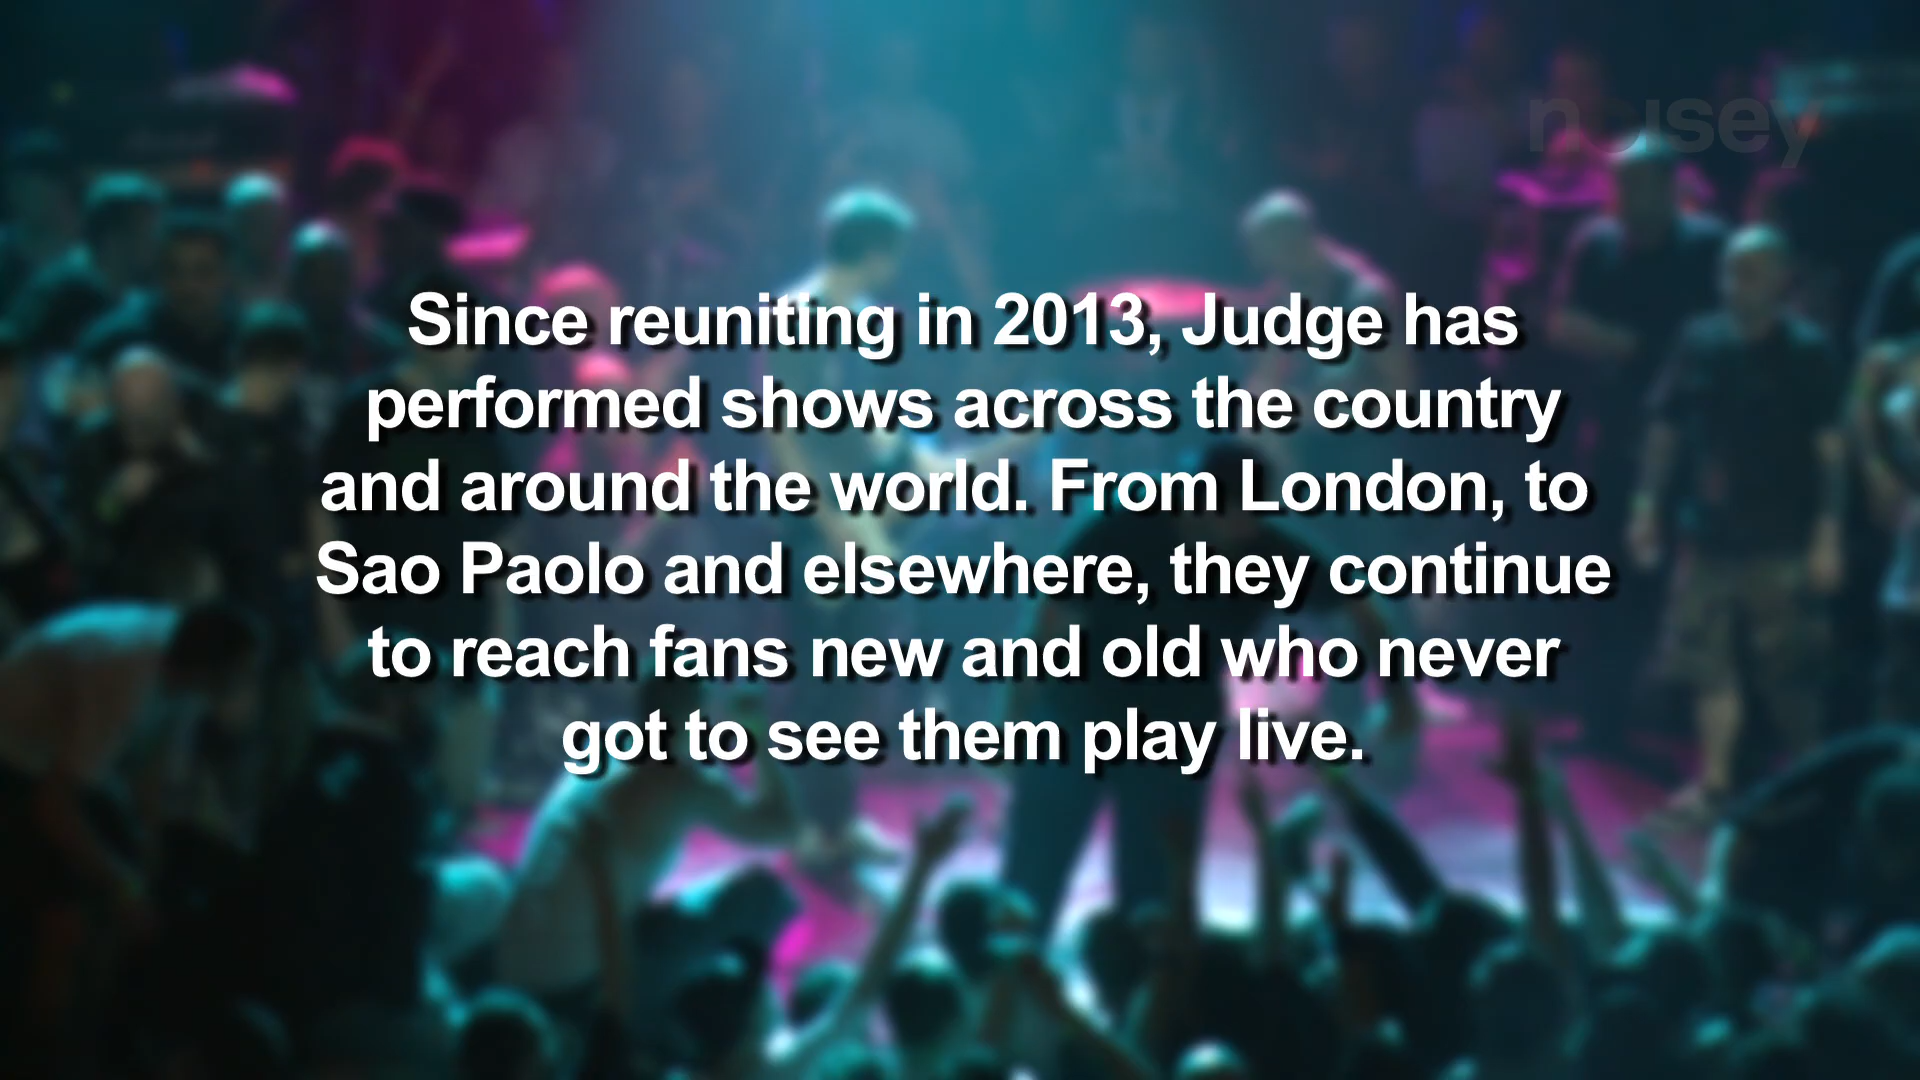 noisey
Since reuniting in 2013, Judge has
performed shows across the country
and around the world. From London, to
Sao Paolo and elsewhere, they continue
to reach fans new and old who never
got to see them play live.